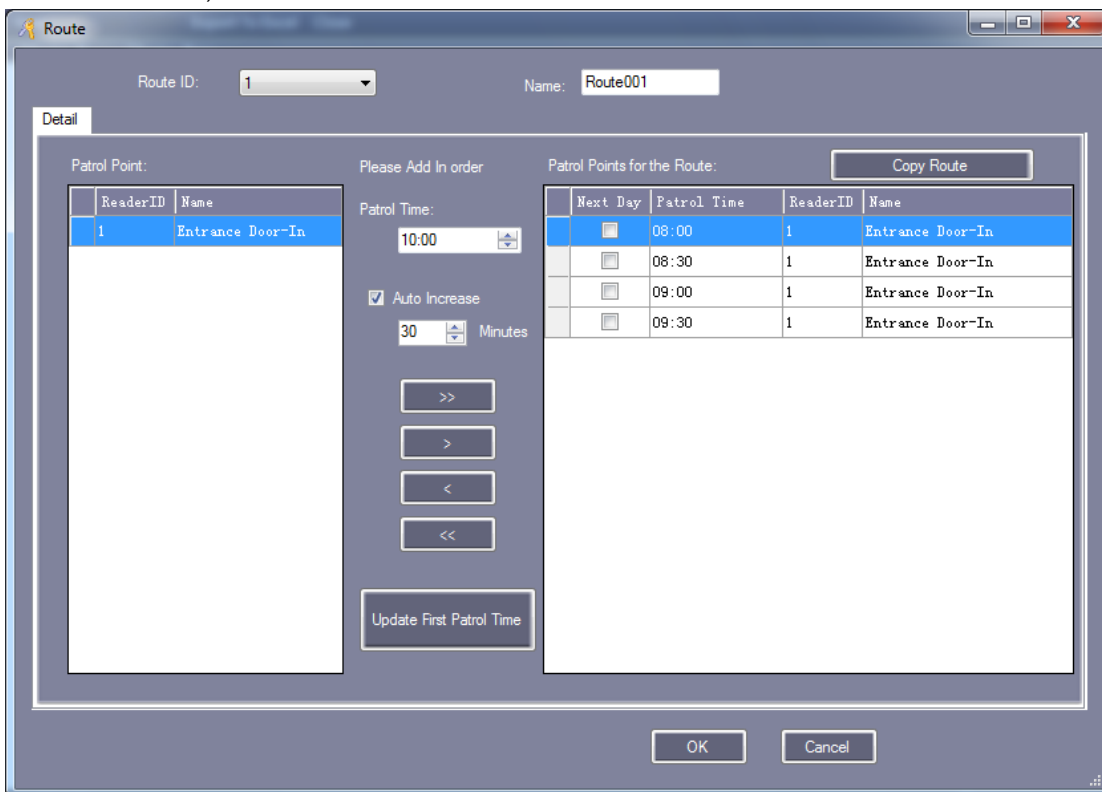 Route
Route ID: 1 Name: Route001
Detail
Patrol Point: Please Add In order Patrol Points for the Route: Copy Route
ReaderID Name
1 Entrance Door-In
Patrol Time:
10:00
Auto Increase
30 Minutes
>>
>
<
<<
Update First Patrol Time
Next Day Patrol Time ReaderID Name
08:00 1 Entrance Door-In
08:30 1 Entrance Door-In
09:00 1 Entrance Door-In
09:30 1 Entrance Door-In
OK Cancel